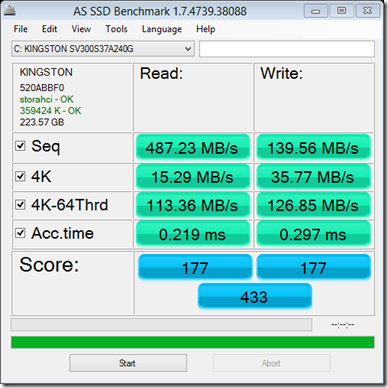 AS SSD Benchmark 1.7.4739.38088
File Edit View Tools Language Help
C: KINGSTON SV300S37A240G
KINGSTON Read: Write:
520ABBF0
storahci - OK
359424 K - OK
223.57 GB
Seq 487.23 MB/s 139.56 MB/s
4K 15.29 MB/s 35.77 MB/s
4K-64Thrd 113.36 MB/s 126.85 MB/s
Acc.time 0.219 ms 0.297 ms
Score: 177 177
433
--:--:--
Start Abort